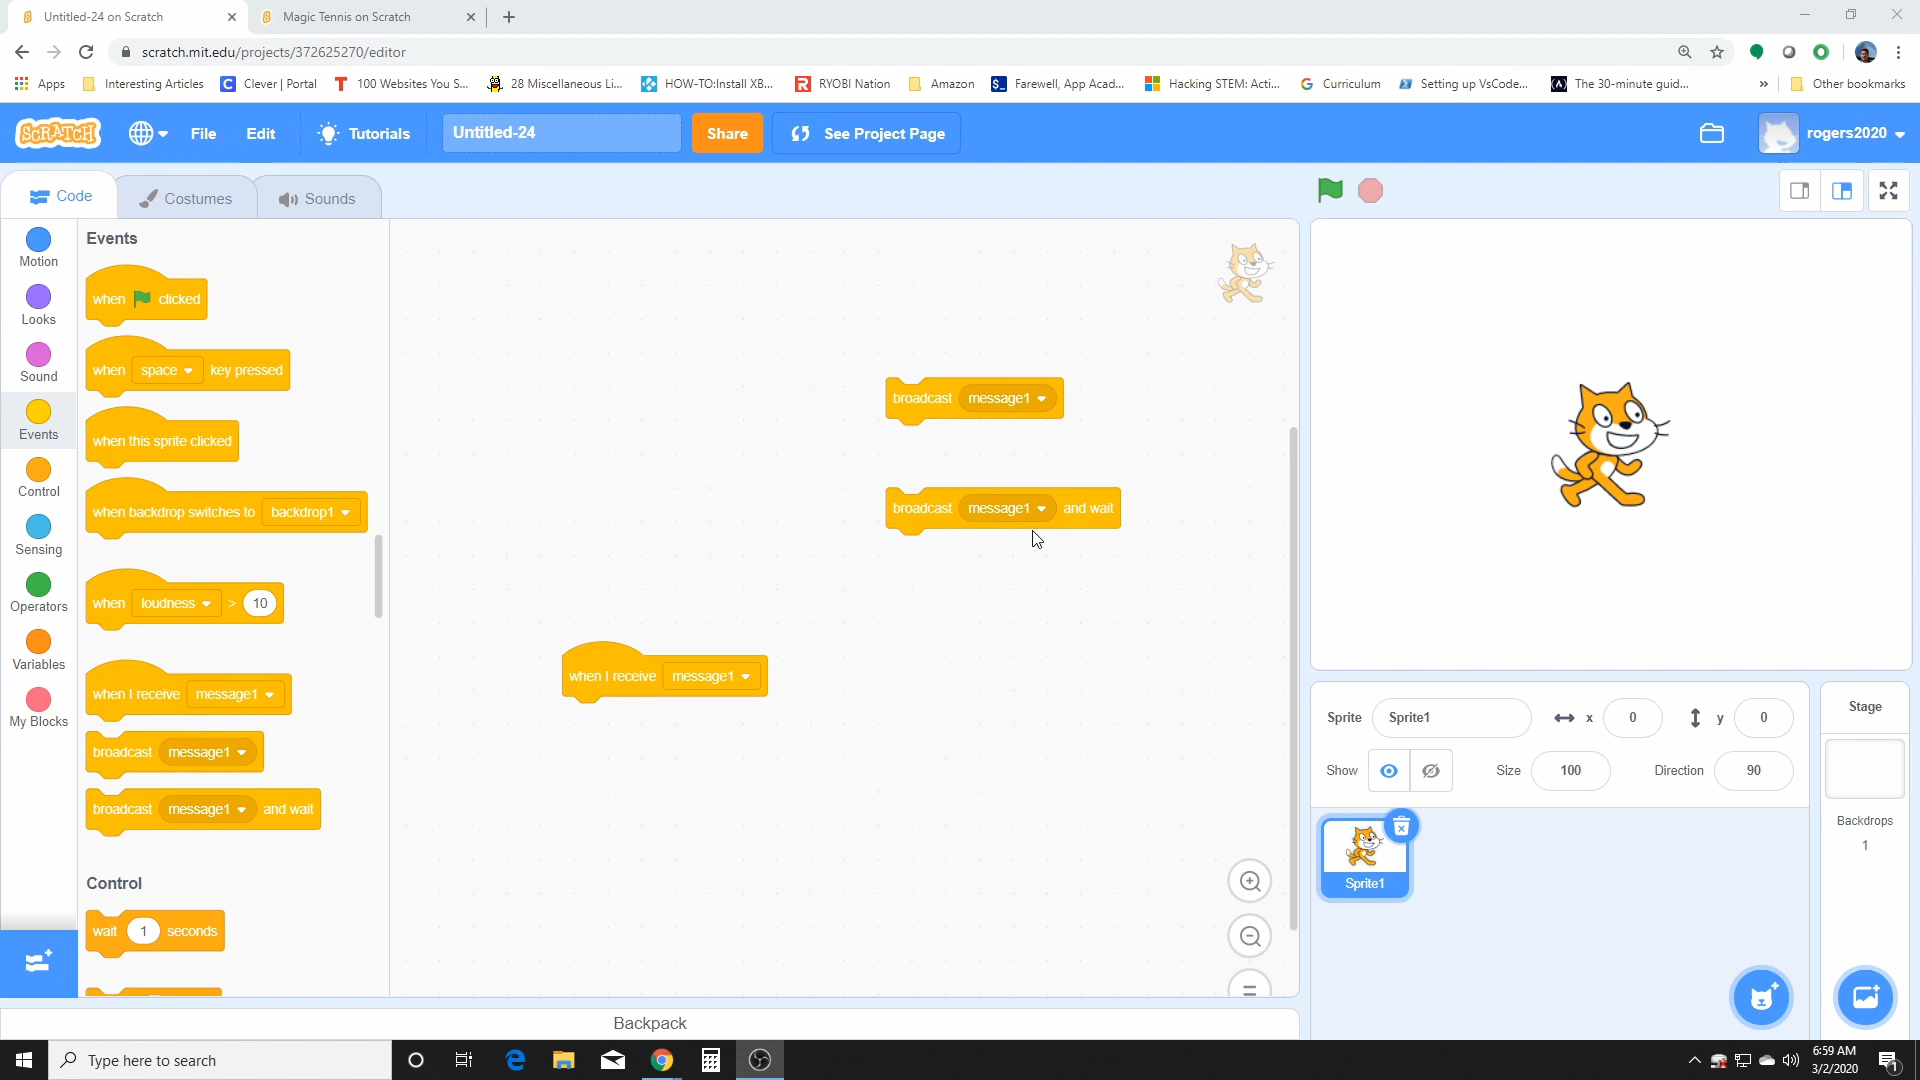 Untitled-24 on Scratch
Magic Tennis on Scratch
scratch.mit.edu/projects/372625270/editor
Apps
Interesting Articles
Clever | Portal
100 Websites You S...
28 Miscellaneous Li...
HOW-TO:Install XB...
RYOBI Nation
Amazon
Farewell, App Acad...
Hacking STEM: Acti...
Curriculum
Setting up VsCode...
The 30-minute guid...
»
Other bookmarks
SCRATCH
File
Edit
Tutorials
Untitled-24
Share
See Project Page
rogers2020
Code
Costumes
Sounds
Motion
Looks
Sound
Events
Control
Sensing
Operators
Variables
My Blocks
Events
when clicked
when space key pressed
when this sprite clicked
when backdrop switches to backdrop1
when loudness > 10
when I receive message1
broadcast message1
broadcast message1 and wait
Control
wait 1 seconds
broadcast message1
broadcast message1 and wait
when I receive message1
Sprite Sprite1 x 0 y 0
Show Size 100 Direction 90
Sprite1
Stage
Backdrops
1
Backpack
Type here to search
6:59 AM
3/2/2020
1